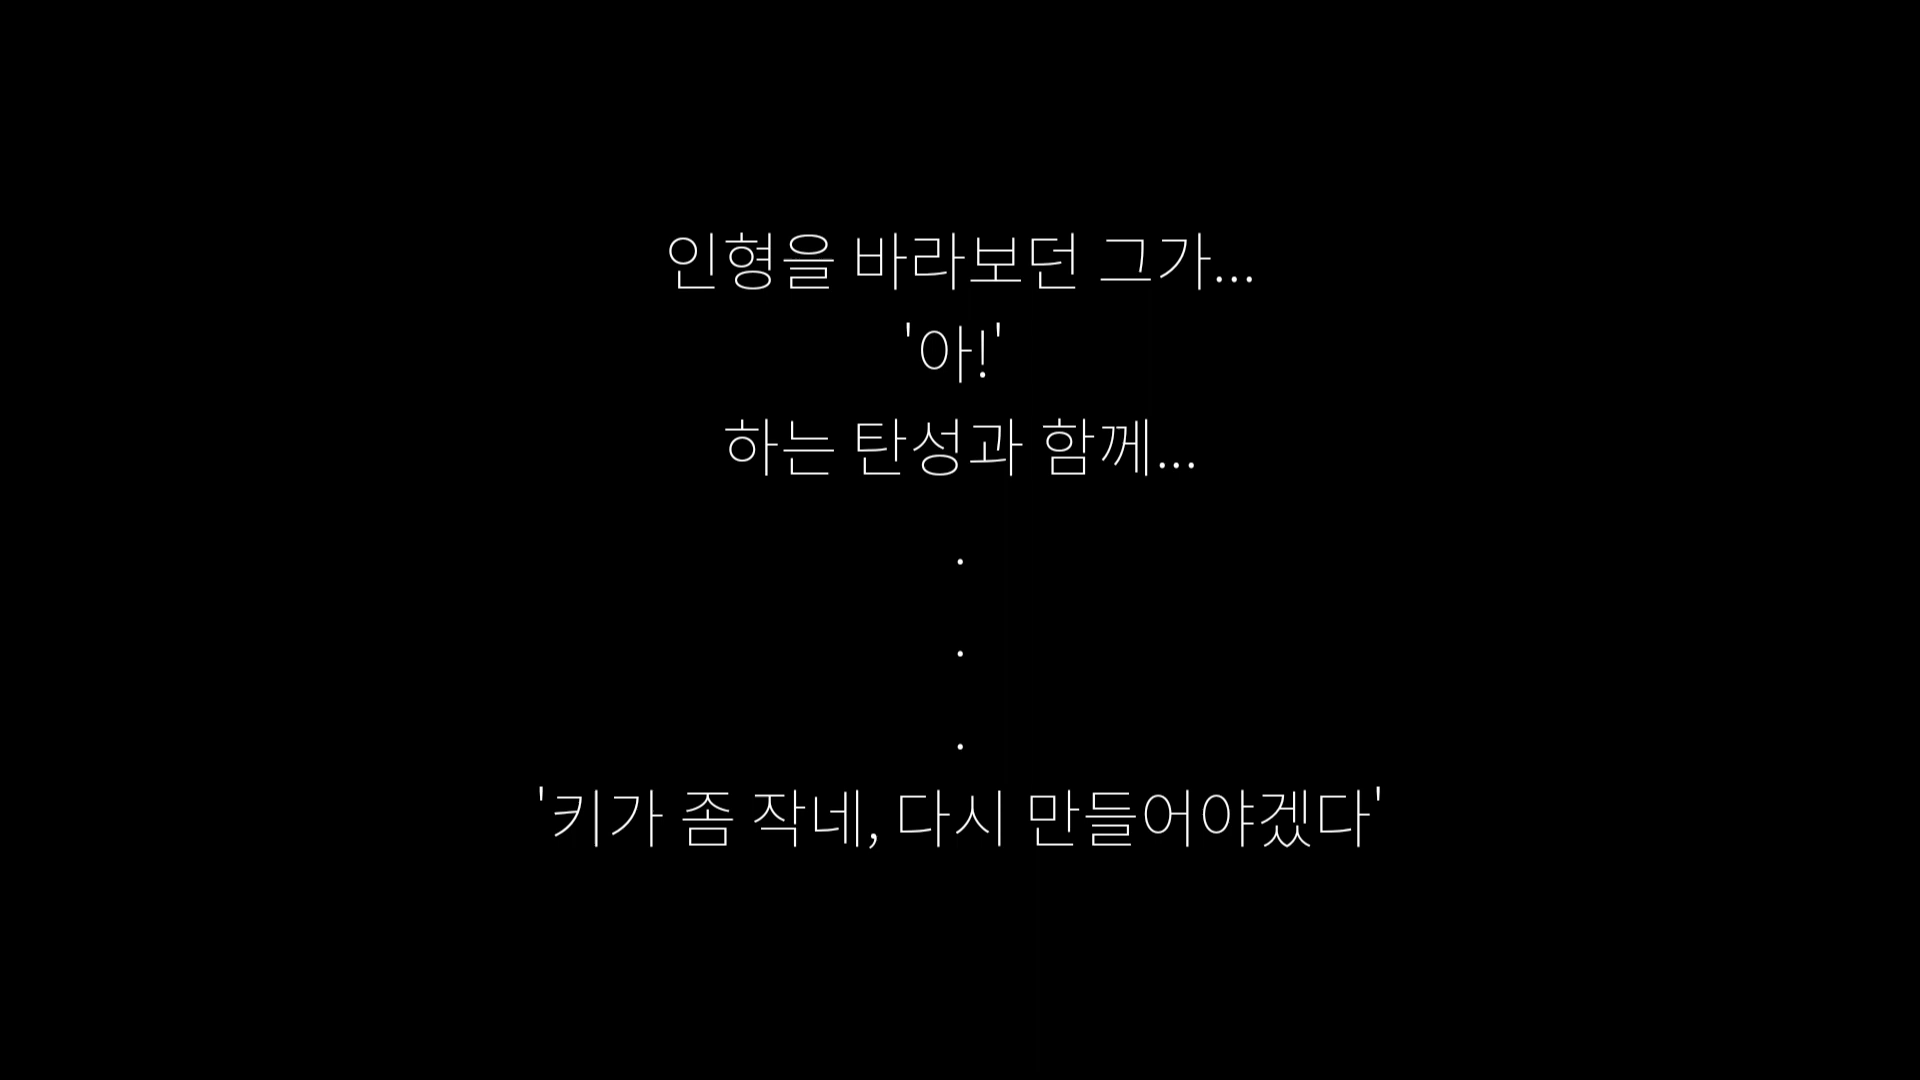 인형을 바라보던 그가...
'아!'
하는 탄성과 함께...
.
.
.
'키가 좀 작네, 다시 만들어야겠다'